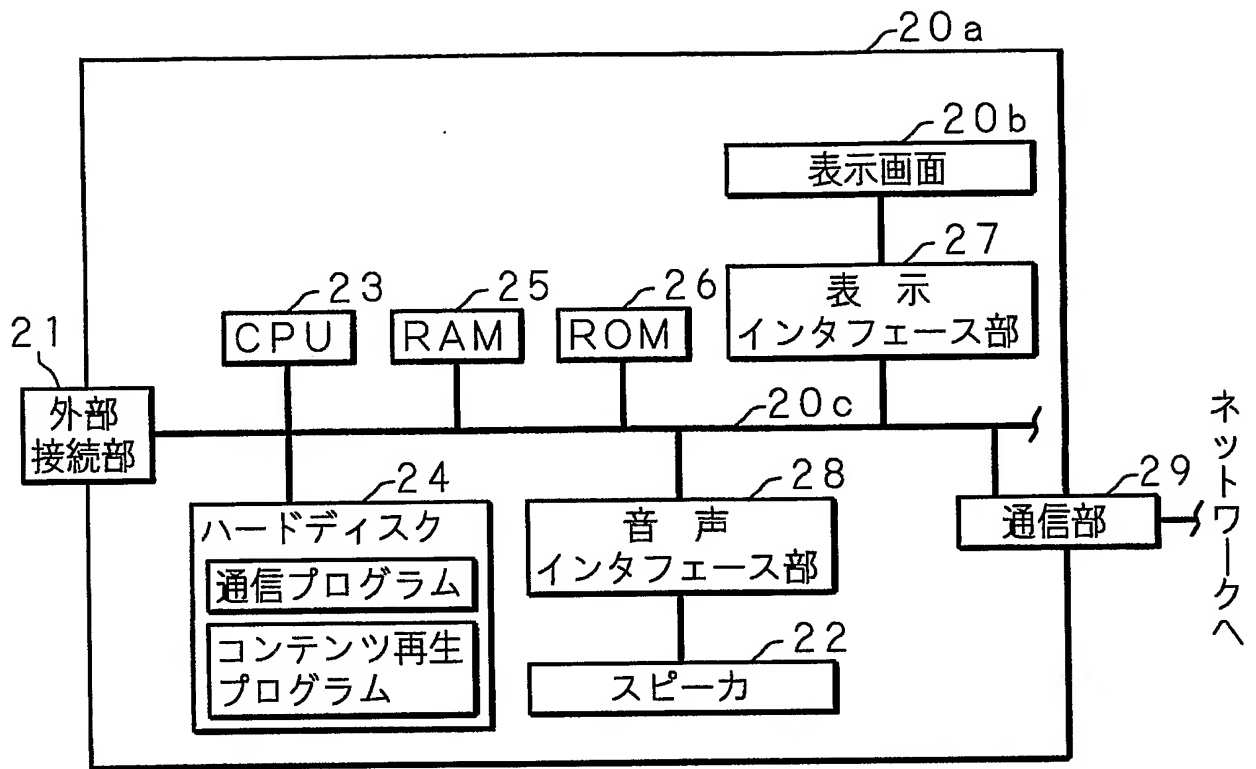 20a
20b
表示画面
27
表 示
インタフェース部
23
CPU
25
RAM
26
ROM
21
外部
接続部
20c
24
ハードディスク
通信プログラム
コンテンツ再生
プログラム
28
音 声
インタフェース部
22
スピーカ
29
通信部
ネットワークへ